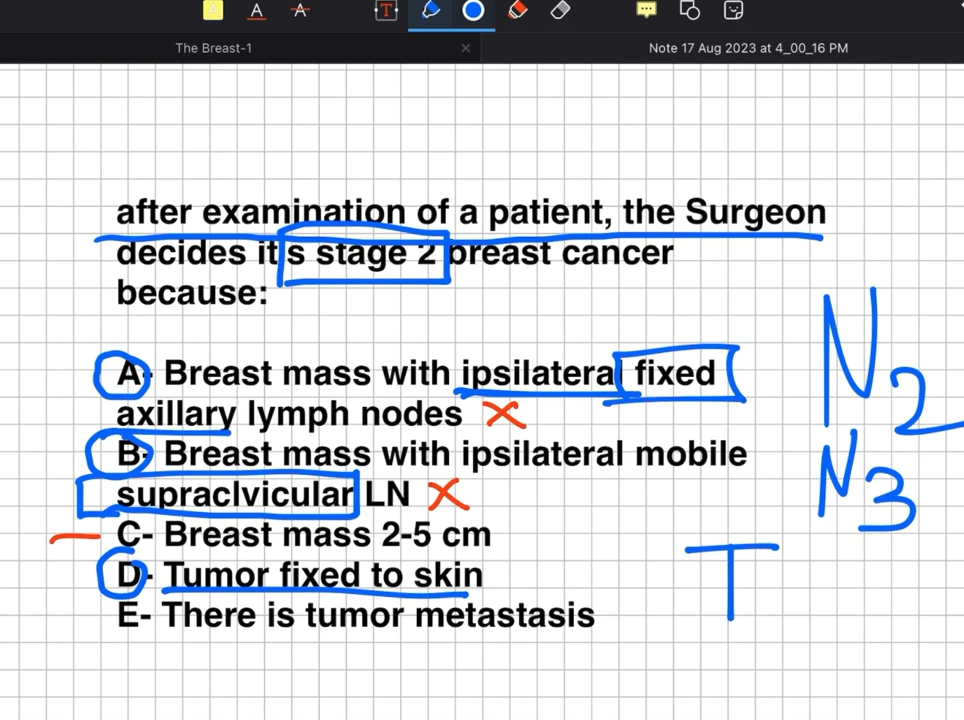 A A T
The Breast-1 × Note 17 Aug 2023 at 4_00_16 PM
after examination of a patient, the Surgeon
decides it s stage 2 breast cancer
because:
A- Breast mass with ipsilateral fixed
axillary lymph nodes X
B- Breast mass with ipsilateral mobile
supraclvicular LN X
C- Breast mass 2-5 cm
D- Tumor fixed to skin
E- There is tumor metastasis
N2
N3
T